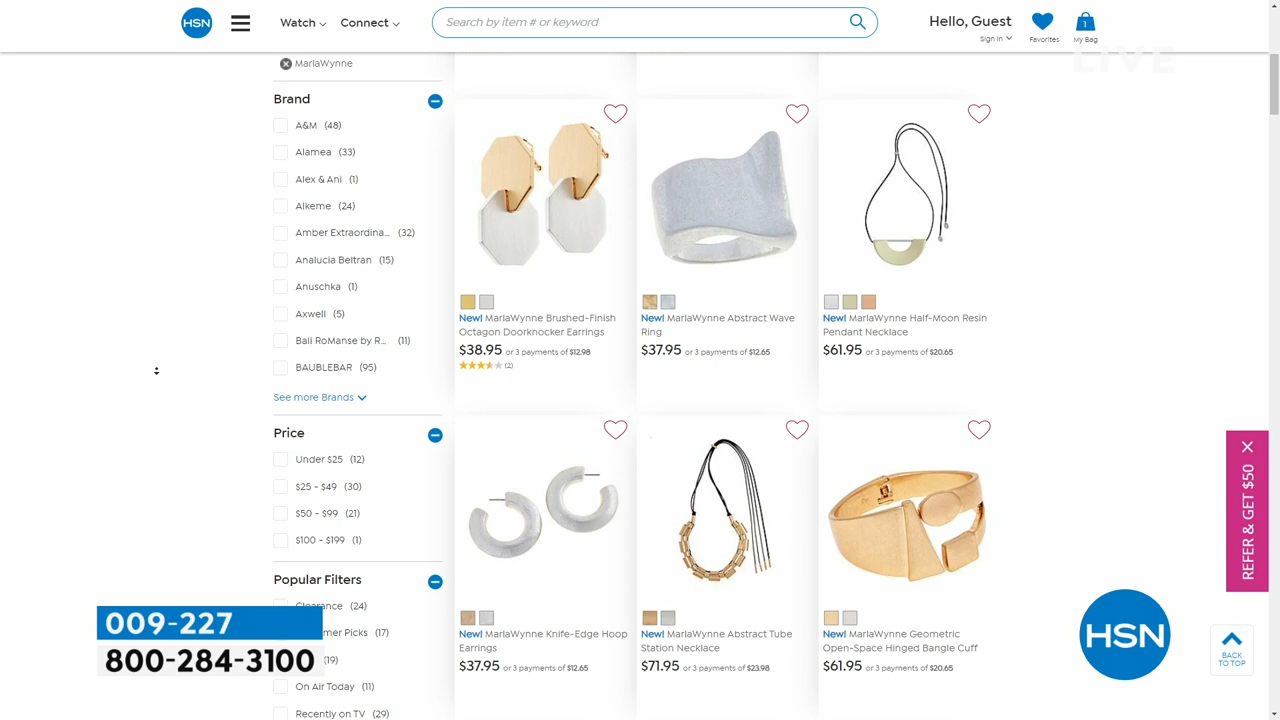 HSN
Watch
Connect
Search by item # or keyword
Hello, Guest
Sign In
Favorites
1
My Bag
LIVE
MarlaWynne
Brand
A&M (48)
Alamea (33)
Alex & Ani (1)
Alkeme (24)
Amber Extraordina... (32)
Analucia Beltran (15)
Anuschka (1)
Axwell (5)
Bali RoManse by R... (11)
BAUBLEBAR (95)
See more Brands
Price
Under $25 (12)
$25 - $49 (30)
$50 - $99 (21)
$100 - $199 (1)
Popular Filters
Clearance (24)
mer Picks (17)
(19)
On Air Today (11)
Recently on TV (29)
New! MarlaWynne Brushed-Finish
Octagon Doorknocker Earrings
$38.95 or 3 payments of $12.98
(2)
New! MarlaWynne Abstract Wave
Ring
$37.95 or 3 payments of $12.65
New! MarlaWynne Half-Moon Resin
Pendant Necklace
$61.95 or 3 payments of $20.65
New! MarlaWynne Knife-Edge Hoop
Earrings
$37.95 or 3 payments of $12.65
New! MarlaWynne Abstract Tube
Station Necklace
$71.95 or 3 payments of $23.98
New! MarlaWynne Geometric
Open-Space Hinged Bangle Cuff
$61.95 or 3 payments of $20.65
REFER & GET $50
009-227
800-284-3100
HSN
BACK
TO TOP